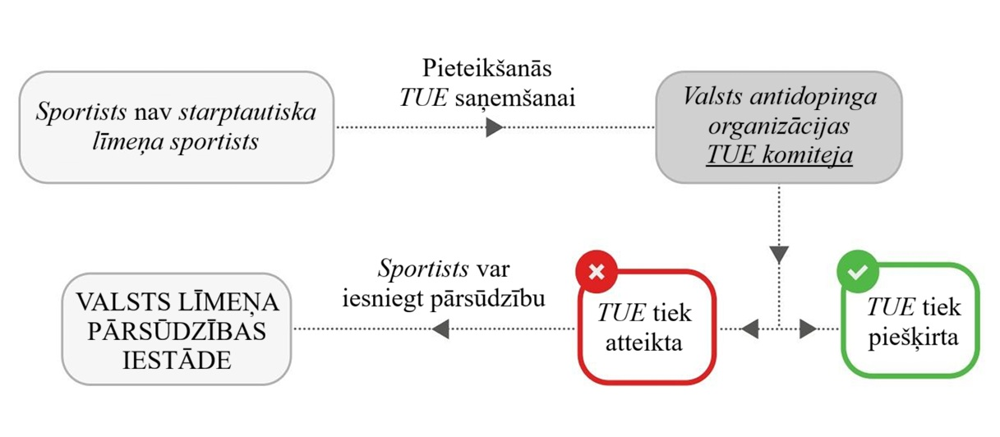 Sportists nav starptautiska
līmeņa sportists
Pieteikšanās
TUE saņemšanai
Valsts antidopinga
organizācijas
TUE komiteja
VALSTS LĪMEŅA
PĀRSŪDZĪBAS
IESTĀDE
Sportists var
iesniegt pārsūdzību
TUE tiek
atteikta
TUE tiek
piešķirta